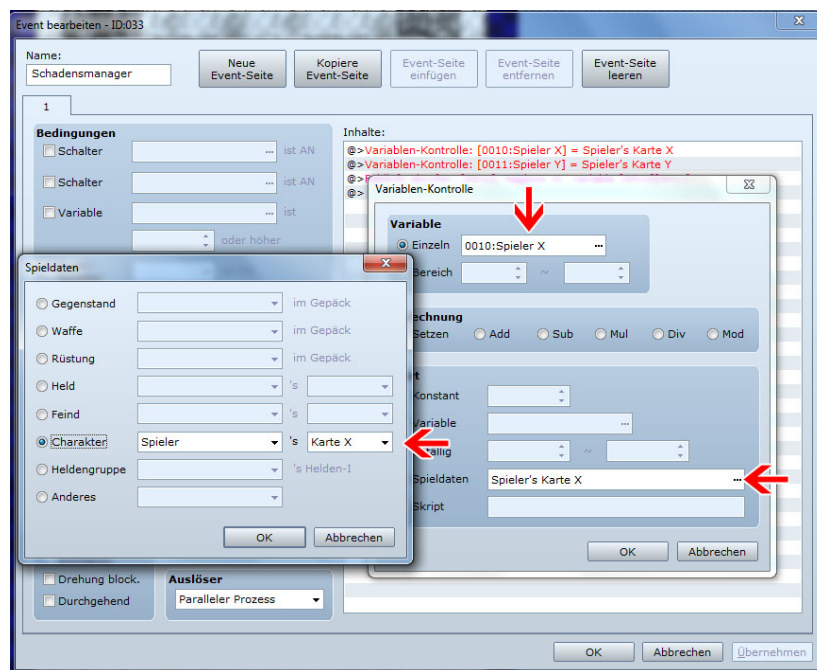 Event bearbeiten - ID:033
Name:
Schadensmanager
Neue Event-Seite
Kopiere Event-Seite
Event-Seite einfügen
Event-Seite entfernen
Event-Seite leeren
1
Bedingungen
Schalter ... ist AN
Schalter ... ist AN
Variable ... ist
oder höher
Inhalte:
@>Variablen-Kontrolle: [0010:Spieler X] = Spieler's Karte X
@>Variablen-Kontrolle: [0011:Spieler Y] = Spieler's Karte Y
@>
@>
Variablen-Kontrolle
Variable
Einzeln 0010:Spieler X ...
Bereich ~
echnung
Setzen Add Sub Mul Div Mod
t
Konstant
Variable ...
ällig ~
Spieldaten Spieler's Karte X ...
Skript
OK Abbrechen
Spieldaten
Gegenstand im Gepäck
Waffe im Gepäck
Rüstung im Gepäck
Held 's
Feind 's
Charakter Spieler 's Karte X
Heldengruppe 's Helden-I
Anderes
OK Abbrechen
Drehung block.
Durchgehend
Auslöser
Paralleler Prozess
OK Abbrechen Übernehmen